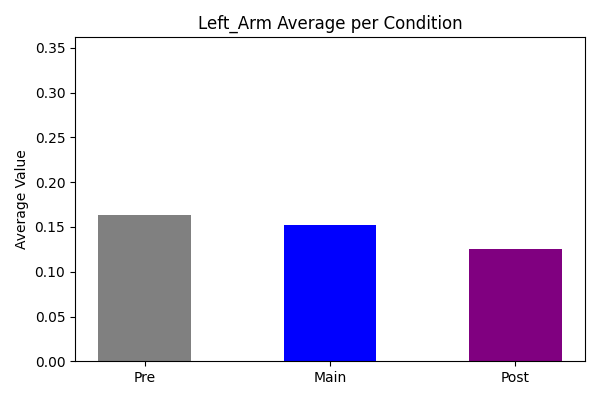 Left_Arm Average per Condition
Average Value
0.35
0.30
0.25
0.20
0.15
0.10
0.05
0.00
Pre
Main
Post